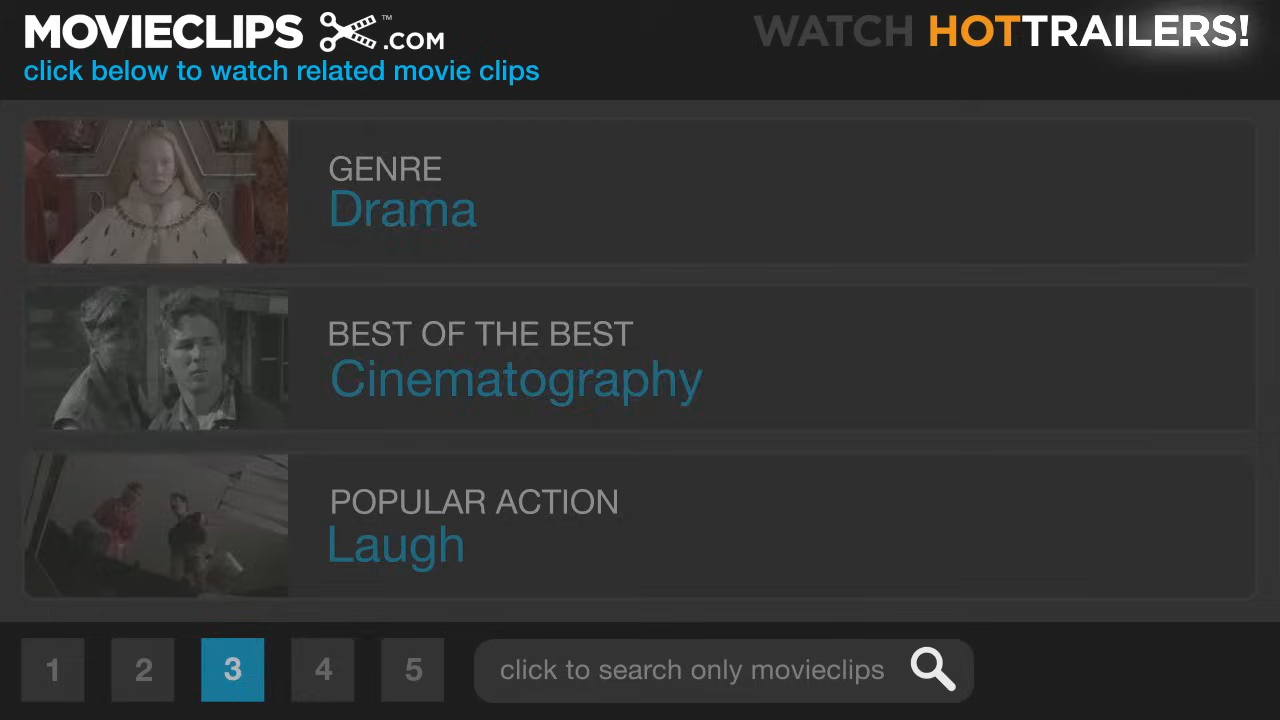 MOVIECLIPS ™ .COM
WATCH HOTTRAILERS!
click below to watch related movie clips
GENRE
Drama
BEST OF THE BEST
Cinematography
POPULAR ACTION
Laugh
1 2 3 4 5
click to search only movieclips